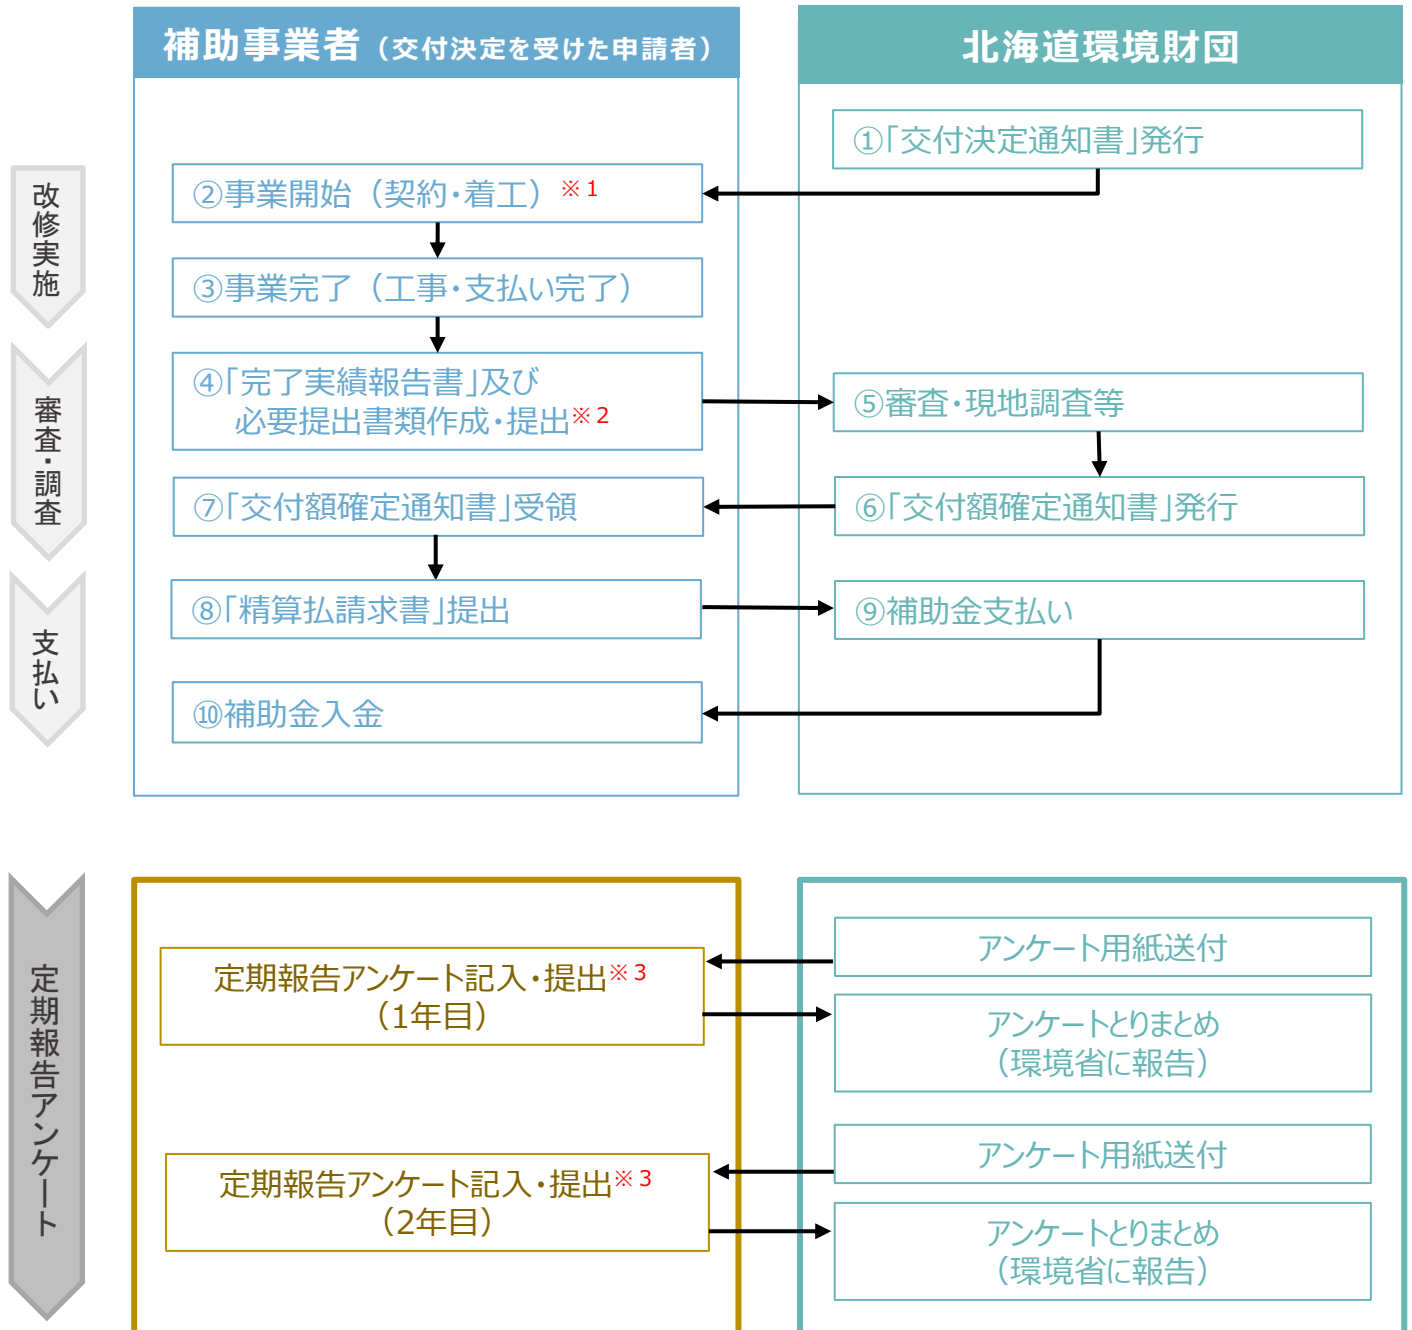 補助事業者（交付決定を受けた申請者）
北海道環境財団
改修実施
①「交付決定通知書」発行
②事業開始（契約・着工）※1
③事業完了（工事・支払い完了）
審査・調査
④「完了実績報告書」及び
必要提出書類作成・提出※2
⑤審査・現地調査等
⑥「交付額確定通知書」発行
⑦「交付額確定通知書」受領
支払い
⑧「精算払請求書」提出
⑨補助金支払い
⑩補助金入金
定期報告アンケート
アンケート用紙送付
定期報告アンケート記入・提出※3
（1年目）
アンケートとりまとめ
（環境省に報告）
アンケート用紙送付
定期報告アンケート記入・提出※3
（2年目）
アンケートとりまとめ
（環境省に報告）